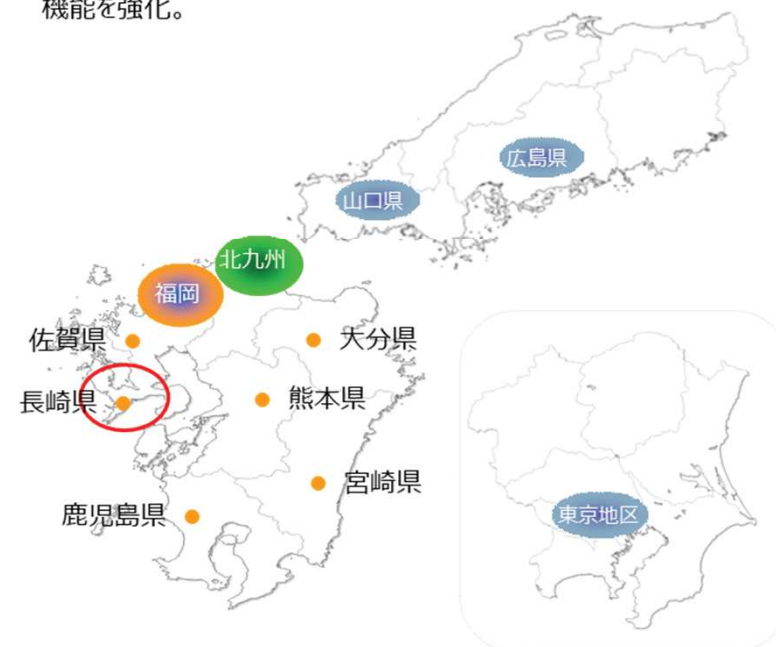 機能を強化。
広島県
山口県
北九州
福岡
佐賀県
大分県
長崎県
熊本県
宮崎県
鹿児島県
東京地区